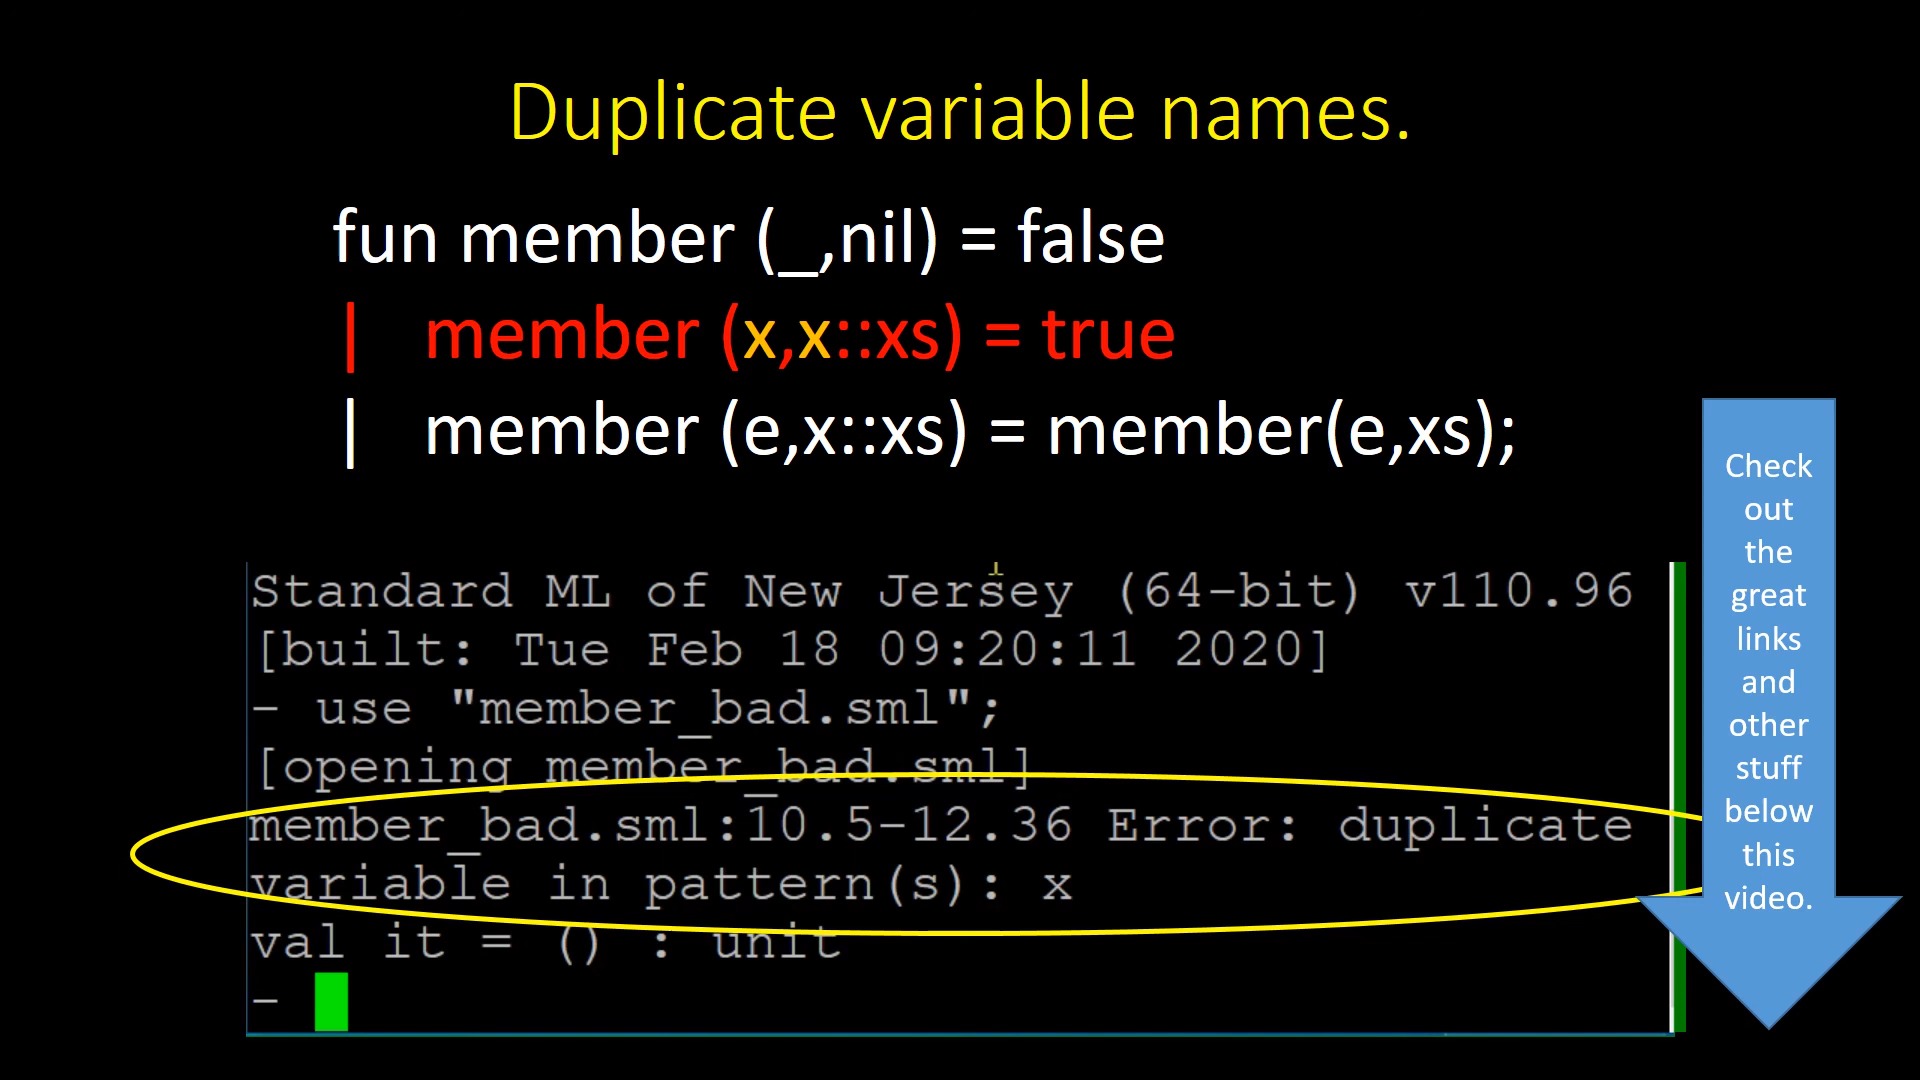 Duplicate variable names.
fun member (_,nil) = false
| member (x,x::xs) = true
| member (e,x::xs) = member(e,xs);
Standard ML of New Jersey (64-bit) v110.96
[built: Tue Feb 18 09:20:11 2020]
- use "member_bad.sml";
[opening member_bad.sml]
member_bad.sml:10.5-12.36 Error: duplicate
variable in pattern(s): x
val it = () : unit
-
Check
out
the
great
links
and
other
stuff
below
this
video.